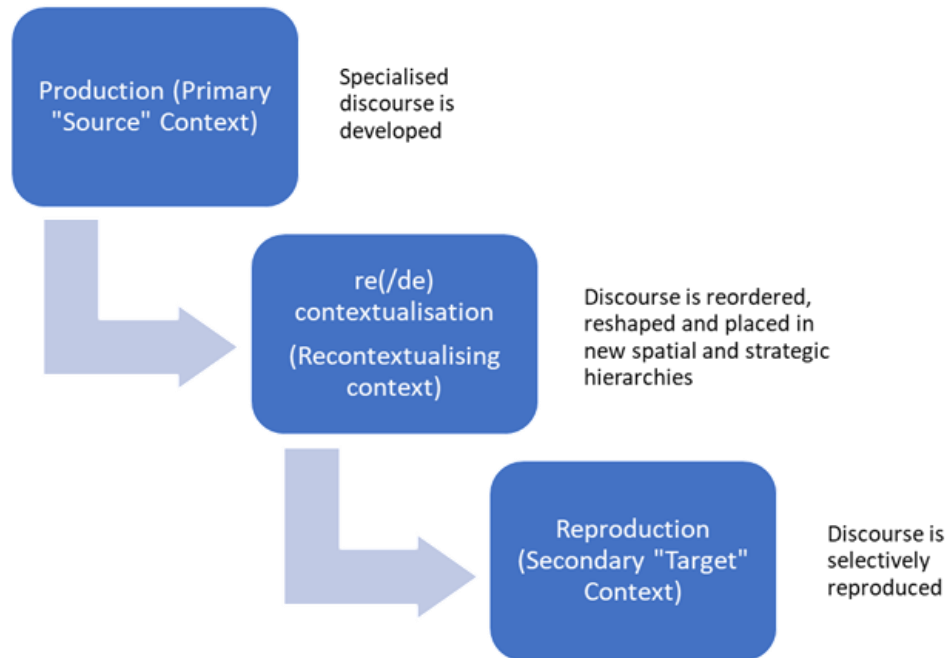 Production (Primary
"Source" Context)
Specialised
discourse is
developed
re(/de)
contextualisation
(Recontextualising
context)
Discourse is reordered,
reshaped and placed in
new spatial and strategic
hierarchies
Reproduction
(Secondary "Target"
Context)
Discourse is
selectively
reproduced